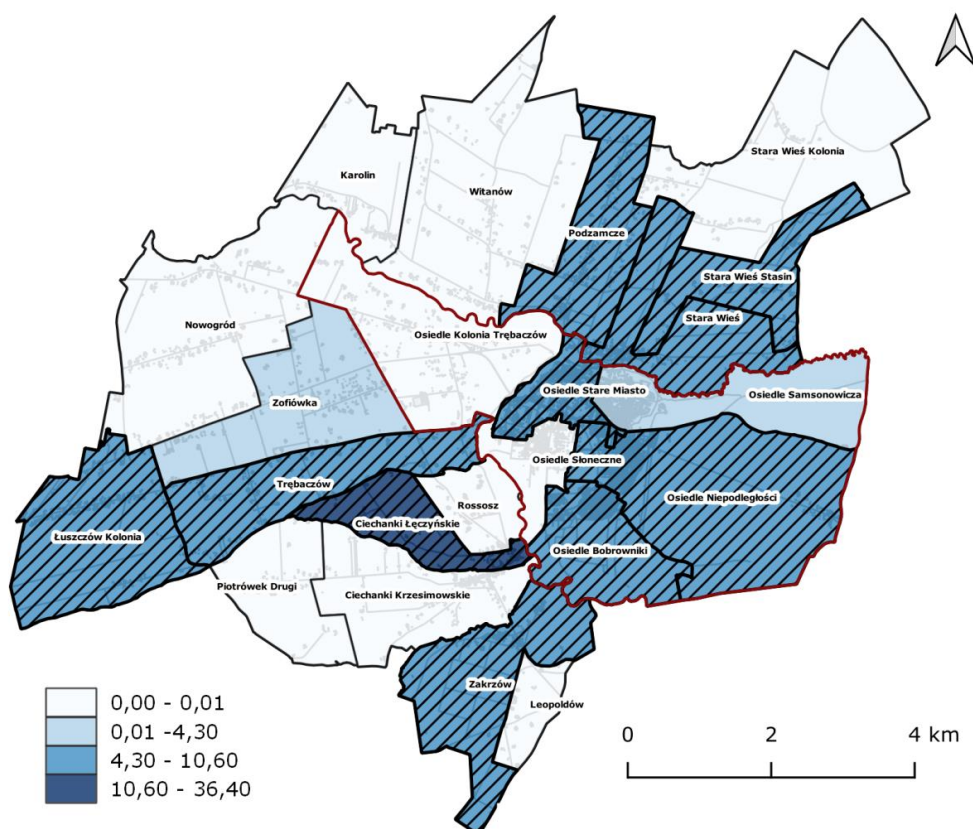 Stara Wieś Kolonia
Karolin
Witanów
Podzamcze
Stara Wieś Stasin
Stara Wieś
Nowogród
Osiedle Kolonia Trębaczów
Zofiówka
Osiedle Stare Miasto
Osiedle Samsonowicza
Osiedle Słoneczne
Trębaczów
Osiedle Niepodległości
Rossosz
Ciechanki Łęczyńskie
Łuszczów Kolonia
Osiedle Bobrowniki
Piotrówek Drugi
Ciechanki Krzesimowskie
Zakrzów
Leopoldów
0,00 - 0,01
0,01 -4,30
4,30 - 10,60
10,60 - 36,40
0 2 4 km